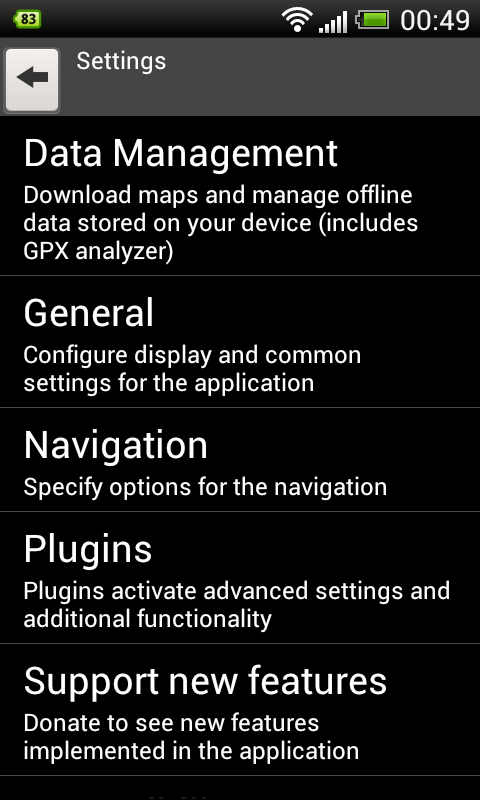 83
00:49
Settings
Data Management
Download maps and manage offline
data stored on your device (includes
GPX analyzer)
General
Configure display and common
settings for the application
Navigation
Specify options for the navigation
Plugins
Plugins activate advanced settings and
additional functionality
Support new features
Donate to see new features
implemented in the application